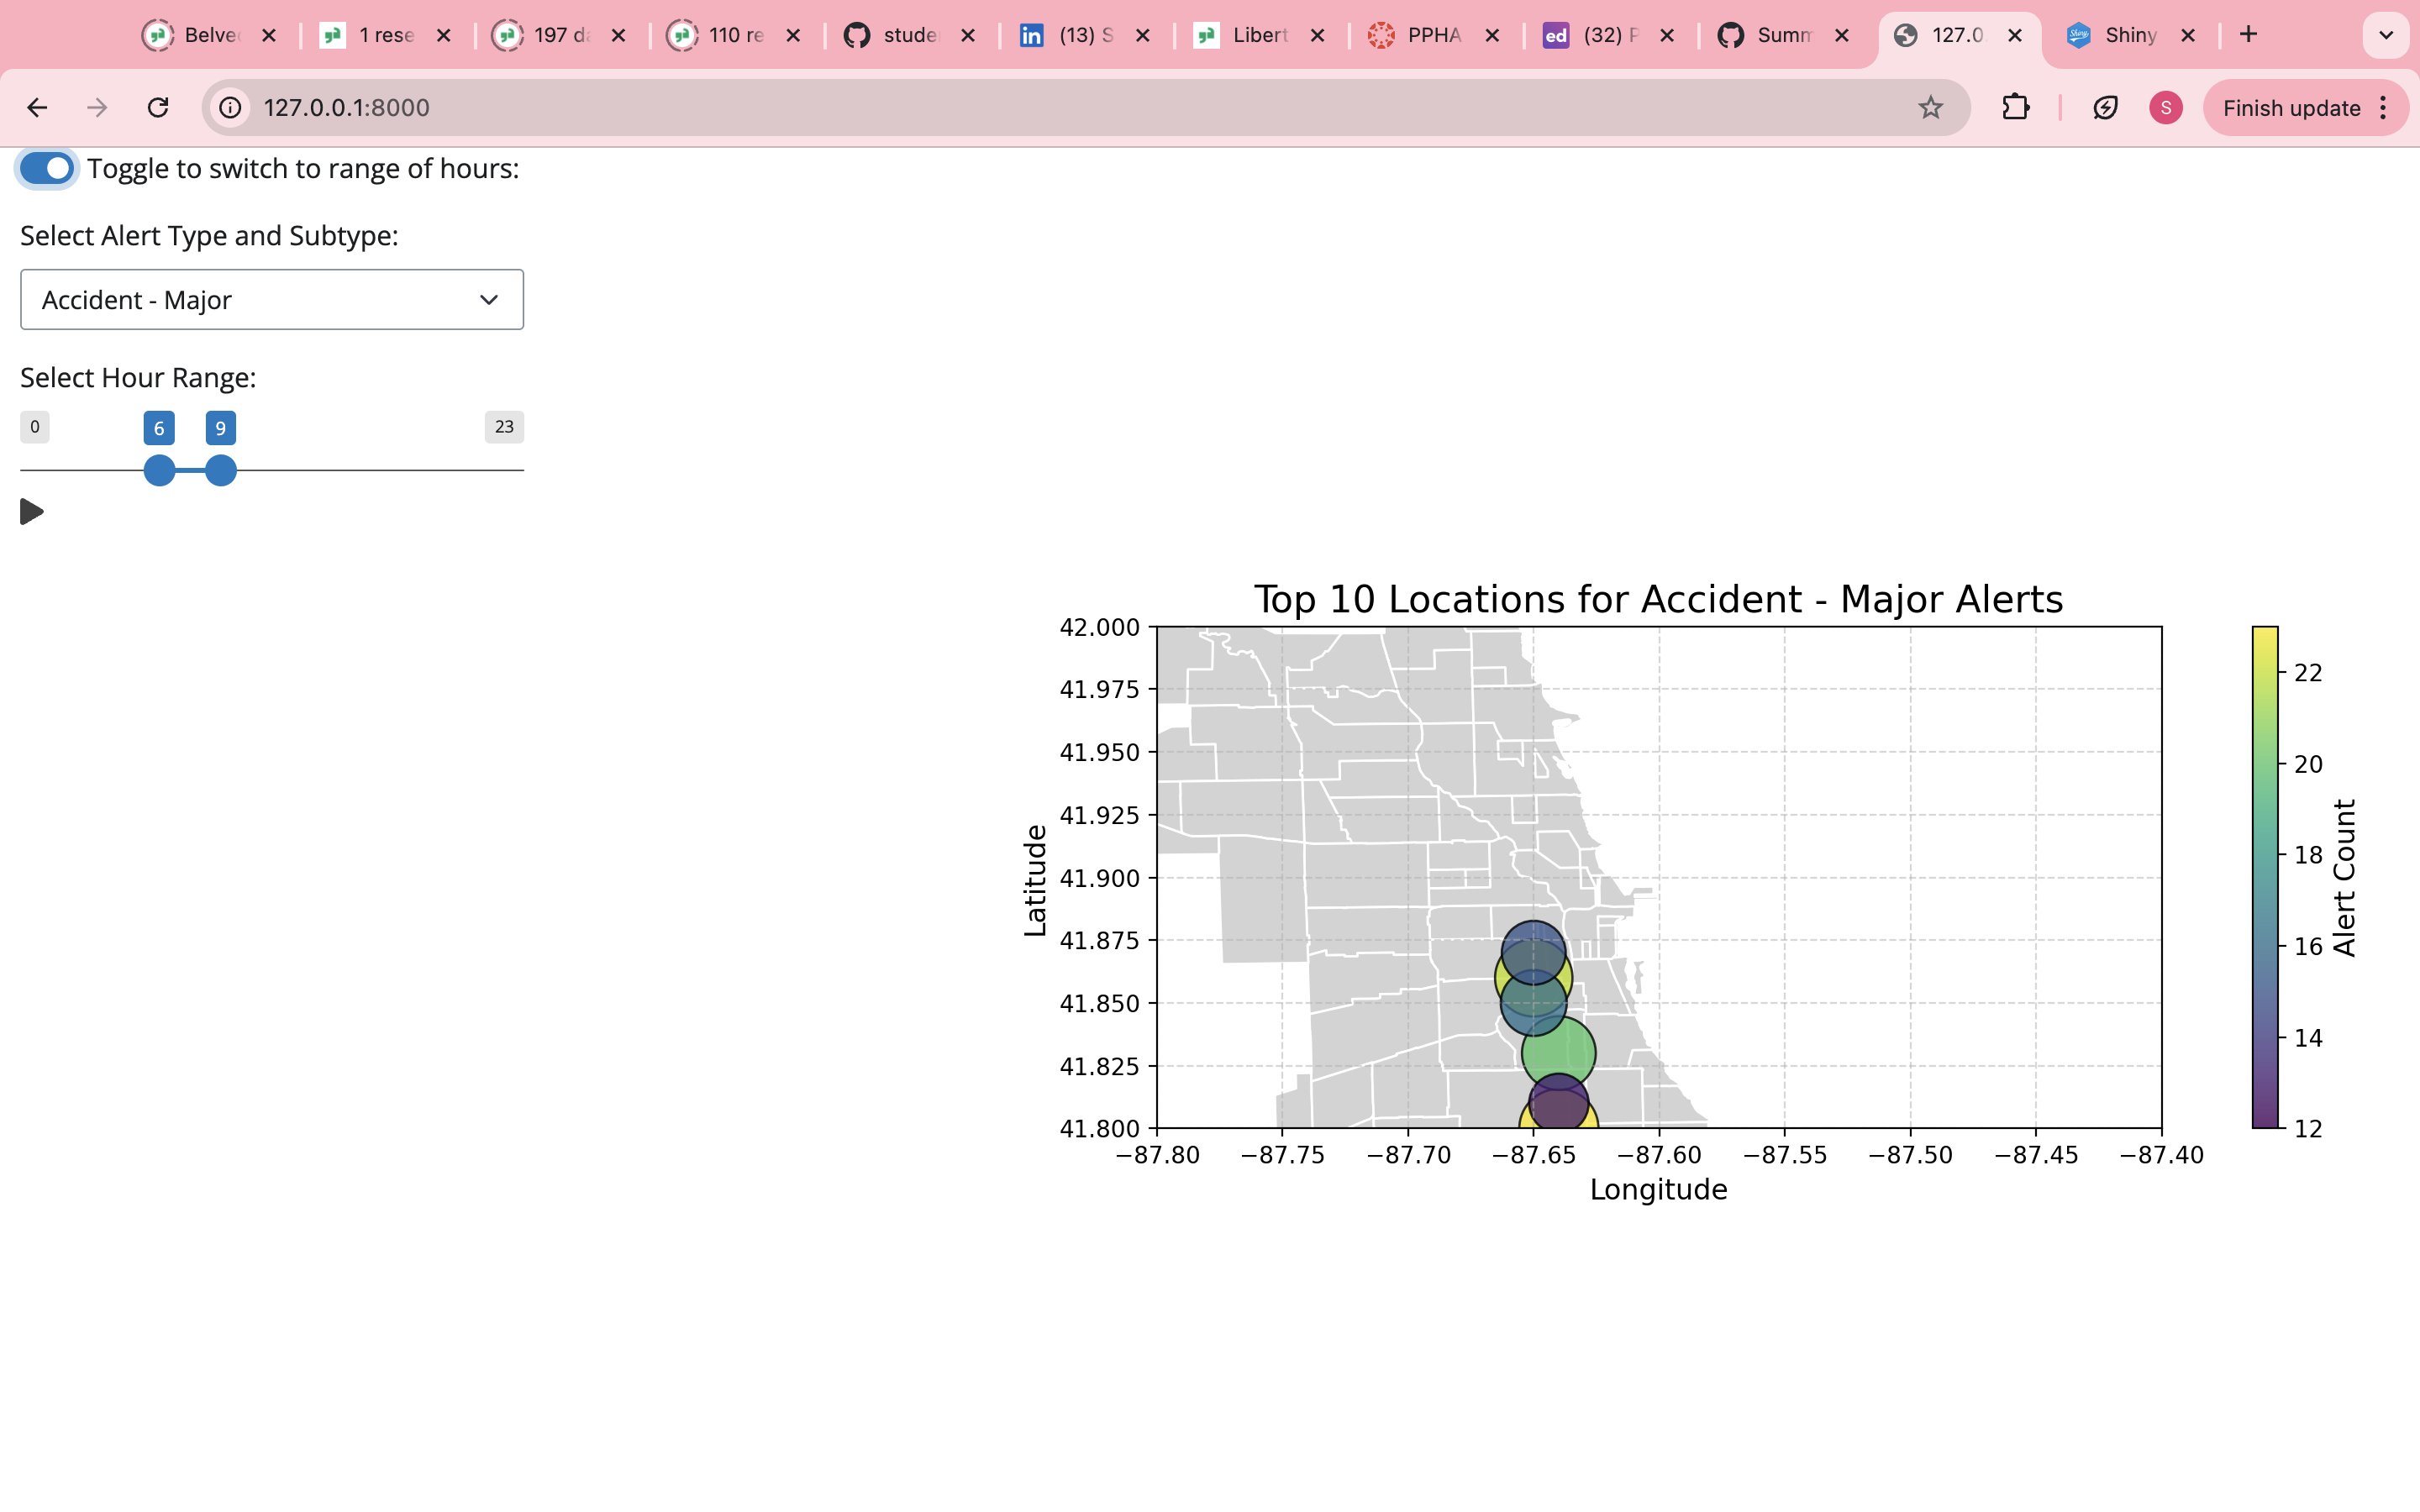 Belve 1 rese 197 d 110 re stude (13) S Libert PPHA (32) P Summ 127.0 Shiny
127.0.0.1:8000 S Finish update
Toggle to switch to range of hours:
Select Alert Type and Subtype:
Accident - Major
Select Hour Range:
0 6 9 23
Top 10 Locations for Accident - Major Alerts
42.000
41.975
41.950
41.925
41.900
41.875
41.850
41.825
41.800
Latitude
−87.80 −87.75 −87.70 −87.65 −87.60 −87.55 −87.50 −87.45 −87.40
Longitude
22
20
18
16
14
12
Alert Count